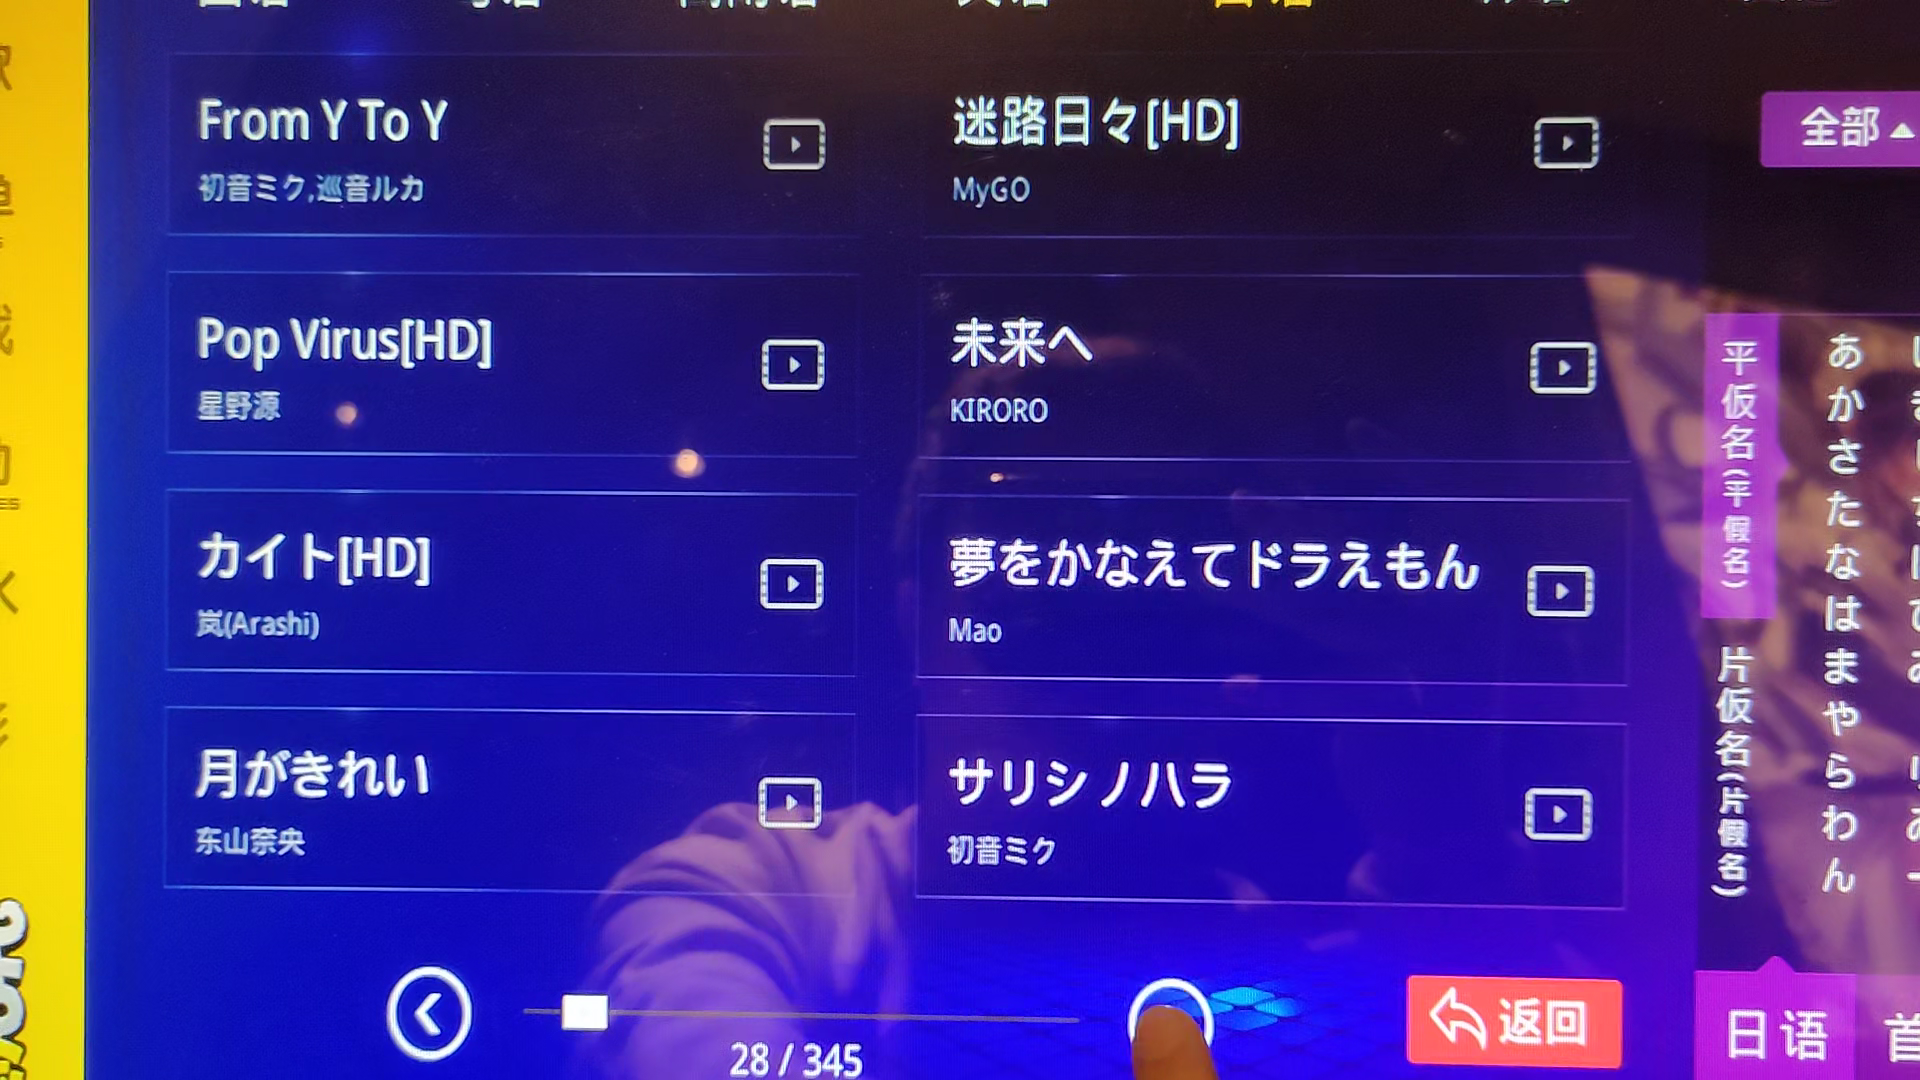 From Y To Y
初音ミク,巡音ルカ
迷路日々[HD]
MyGO
全部▲
Pop Virus[HD]
星野源
未来へ
KIRORO
カイト[HD]
岚(Arashi)
夢をかなえてドラえもん
Mao
月がきれい
东山奈央
サリシノハラ
初音ミク
平仮名(平假名)
片仮名(片假名)
あかさたなはまやらわん
28 / 345
返回
日语